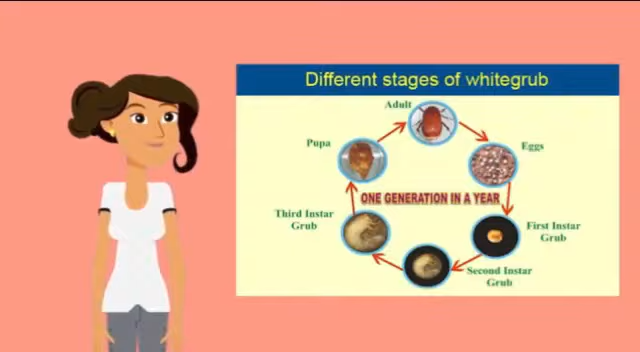 Different stages of whitegrub
Adult
Pupa
Eggs
ONE GENERATION IN A YEAR
Third Instar
Grub
First Instar
Grub
Second Instar
Grub